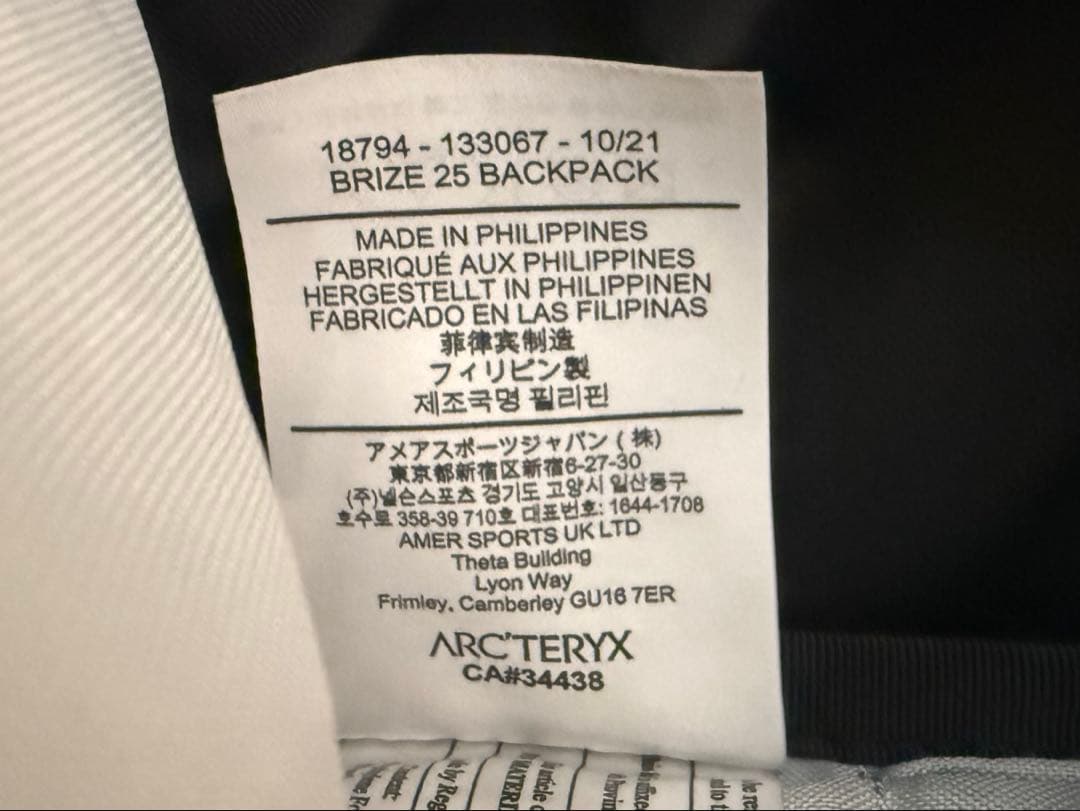 18794 - 133067 - 10/21
BRIZE 25 BACKPACK
MADE IN PHILIPPINES
FABRIQUÉ AUX PHILIPPINES
HERGESTELLT IN PHILIPPINEN
FABRICADO EN LAS FILIPINAS
菲律宾制造
フィリピン製
제조국명 필리핀
アメアスポーツジャパン (株)
東京都新宿区新宿6-27-30
(주)넬슨스포츠 경기도 고양시 일산동구
호수로 358-39 710호 대표번호: 1644-1708
AMER SPORTS UK LTD
Theta Building
Lyon Way
Frimley, Camberley GU16 7ER
ARC'TERYX
CA#34438